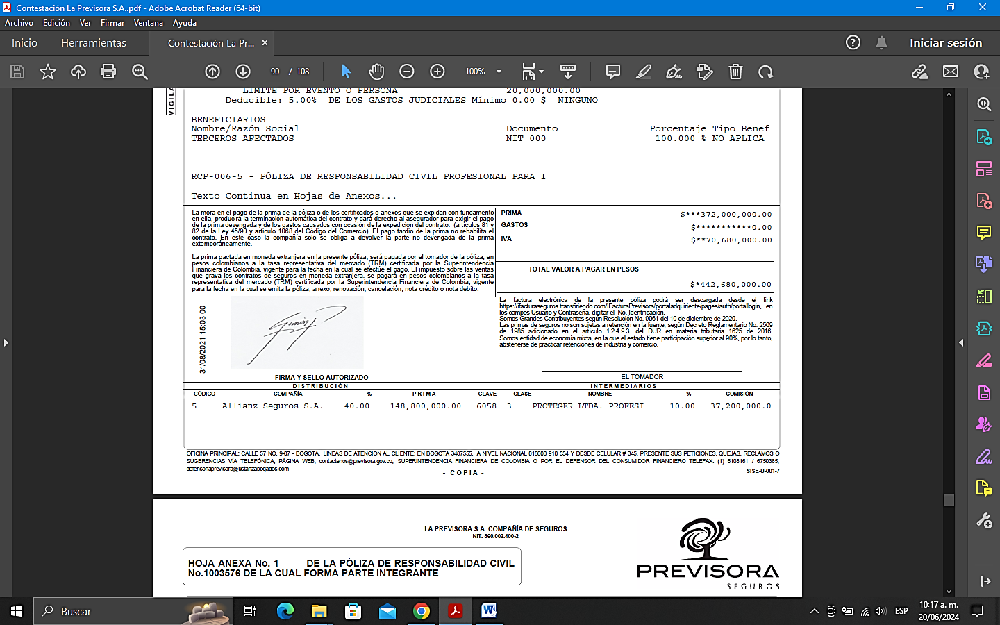 Contestación La Previsora S.A..pdf - Adobe Acrobat Reader (64-bit)
Archivo Edición Ver Firmar Ventana Ayuda
Inicio Herramientas Contestación La Pr... × Iniciar sesión
90 / 108 100%
VIGILA
LIMITE POR EVENTO O PERSONA 20,000,000.00
Deducible: 5.00% DE LOS GASTOS JUDICIALES Mínimo 0.00 $ NINGUNO
BENEFICIARIOS
Nombre/Razón Social Documento Porcentaje Tipo Benef
TERCEROS AFECTADOS NIT 000 100.000 % NO APLICA
RCP-006-5 - PÓLIZA DE RESPONSABILIDAD CIVIL PROFESIONAL PARA I
Texto Continua en Hojas de Anexos...
La mora en el pago de la prima de la póliza o de los certificados o anexos que se expidan con fundamento
en ella, producirá la terminación automática del contrato y dará derecho al asegurador para exigir el pago
de la prima devengada y de los gastos causados con ocasión de la expedición del contrato. (artículos 81 y
82 de la Ley 45/90 y artículo 1068 del Código del Comercio). El pago tardío de la prima no rehabilita el
contrato. En este caso la compañía solo se obliga a devolver la parte no devengada de la prima
extemporáneamente.
La prima pactada en moneda extranjera en la presente póliza, será pagada por el tomador de la póliza, en
pesos colombianos a la tasa representativa del mercado (TRM) certificada por la Superintendencia
Financiera de Colombia, vigente para la fecha en la cual se efectúe el pago. El impuesto sobre las ventas
que grava los contratos de seguros en moneda extranjera, se pagará en pesos colombianos a la tasa
representativa del mercado (TRM) certificada por la Superintendencia Financiera de Colombia, vigente
para la fecha en la cual se emita la póliza, anexo, renovación, cancelación, nota crédito o nota debito.
PRIMA $***372,000,000.00
GASTOS $***********0.00
IVA $**70,680,000.00
TOTAL VALOR A PAGAR EN PESOS
$*442,680,000.00
La factura electrónica de la presente póliza podrá ser descargada desde el link
https://ifacturaseguros.transfiriendo.com/IFacturaPrevisora/portaladquiriente/pages/auth/portallogin, en
los campos Usuario y Contraseña, digitar el No. Identificación.
Somos Grandes Contribuyentes según Resolución No. 9061 del 10 de diciembre de 2020.
Las primas de seguros no son sujetas a retención en la fuente, según Decreto Reglamentario No. 2509
de 1985 adicionado en el artículo 1.2.4.9.3. del DUR en materia tributaria 1625 de 2016.
Somos entidad de economía mixta, en la que el estado tiene participación superior al 90%, por lo tanto,
abstenerse de practicar retenciones de industria y comercio.
31/08/2021 15:03:00
FIRMA Y SELLO AUTORIZADO EL TOMADOR
DISTRIBUCIÓN INTERMEDIARIOS
CÓDIGO COMPAÑÍA % PRIMA CLAVE CLASE NOMBRE % COMISIÓN
5 Allianz Seguros S.A. 40.00 148,800,000.00 6058 3 PROTEGER LTDA. PROFESI 10.00 37,200,000.0
OFICINA PRINCIPAL: CALLE 57 NO. 9-07 - BOGOTÁ. LÍNEAS DE ATENCIÓN AL CLIENTE: EN BOGOTÁ 3487555, A NIVEL NACIONAL 018000 910 554 Y DESDE CELULAR # 345. PRESENTE SUS PETICIONES, QUEJAS, RECLAMOS O
SUGERENCIAS VÍA TELEFÓNICA, PÁGINA WEB, contactenos@previsora.gov.co, SUPERINTENDENCIA FINANCIERA DE COLOMBIA O POR EL DEFENSOR DEL CONSUMIDOR FINANCIERO TELEFAX: (1) 6108161 / 6750385,
defensoriaprevisora@ustarizabogados.com
- COPIA - SISE-U-001-7
LA PREVISORA S.A. COMPAÑÍA DE SEGUROS
NIT. 860.002.400-2
HOJA ANEXA No. 1 DE LA PÓLIZA DE RESPONSABILIDAD CIVIL
No.1003576 DE LA CUAL FORMA PARTE INTEGRANTE
PREVISORA
SEGUROS
Buscar
ESP
10:17 a. m.
20/06/2024